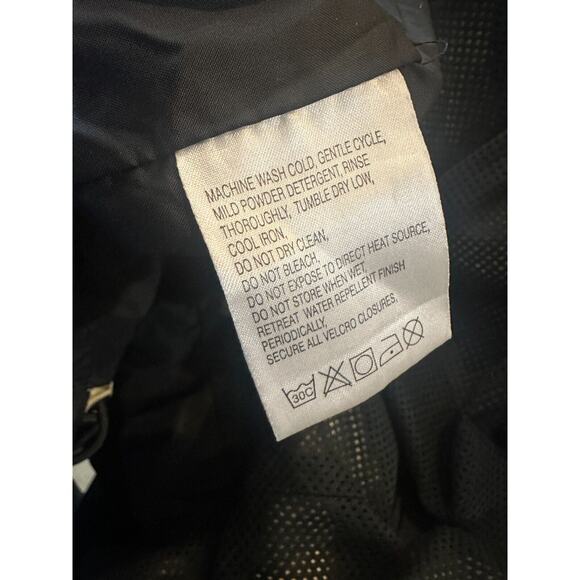 MACHINE WASH COLD, GENTLE CYCLE,
MILD POWDER DETERGENT, RINSE
THOROUGHLY, TUMBLE DRY LOW,
COOL IRON,
DO NOT DRY CLEAN,
DO NOT BLEACH,
DO NOT EXPOSE TO DIRECT HEAT SOURCE,
DO NOT STORE WHEN WET,
RETREAT WATER REPELLENT FINISH
PERIODICALLY,
SECURE ALL VELCRO CLOSURES.
30C